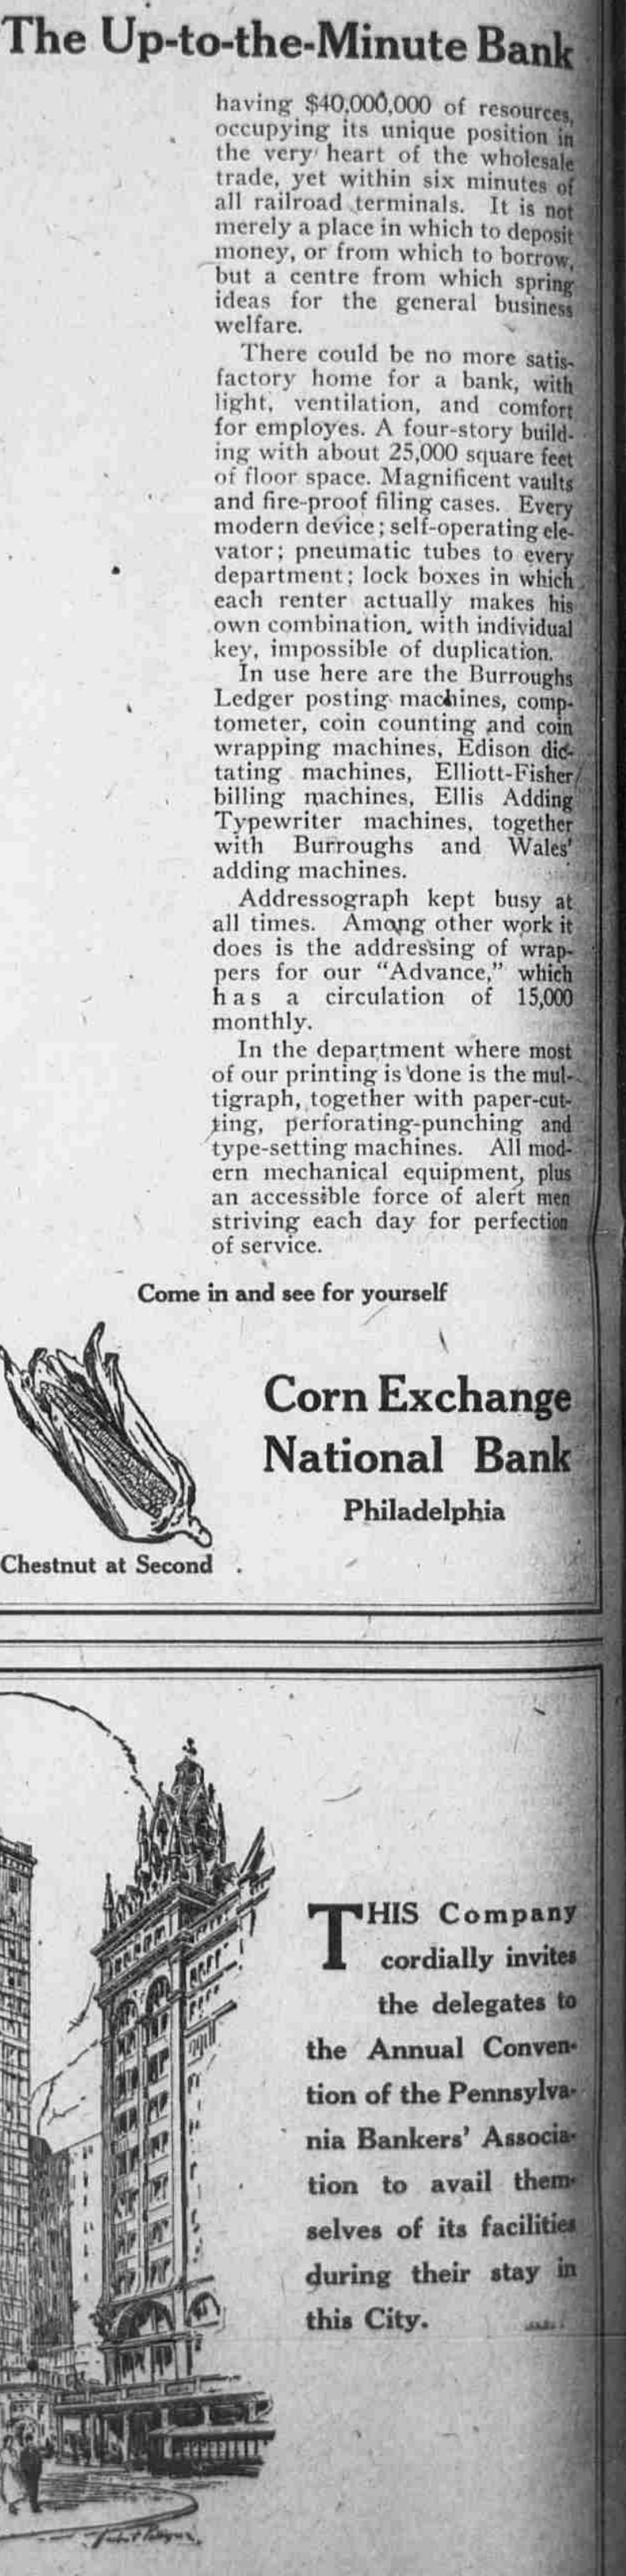 The Up-to-the-Minute Bank
having $40,000,000 of resources,
occupying its unique position in
the very heart of the wholesale
trade, yet within six minutes of
all railroad terminals. It is not
merely a place in which to deposit
money, or from which to borrow,
but a centre from which spring
ideas for the general business
welfare.
There could be no more satis-
factory home for a bank, with
light, ventilation, and comfort
for employes. A four-story build-
ing with about 25,000 square feet
of floor space. Magnificent vaults
and fire-proof filing cases. Every
modern device; self-operating ele-
vator; pneumatic tubes to every
department; lock boxes in which
each renter actually makes his
own combination, with individual
key, impossible of duplication.
In use here are the Burroughs
Ledger posting machines, comp-
tometer, coin counting and coin
wrapping machines, Edison dic-
tating machines, Elliott-Fisher
billing machines, Ellis Adding
Typewriter machines, together
with Burroughs and Wales'
adding machines.
Addressograph kept busy at
all times. Among other work it
does is the addressing of wrap-
pers for our "Advance," which
has a circulation of 15,000
monthly.
In the department where most
of our printing is done is the mul-
tigraph, together with paper-cut-
ting, perforating-punching and
type-setting machines. All mod-
ern mechanical equipment, plus
an accessible force of alert men
striving each day for perfection
of service.
Come in and see for yourself
Corn Exchange
National Bank
Philadelphia
Chestnut at Second
THIS Company
cordially invites
the delegates to
the Annual Conven-
tion of the Pennsylva-
nia Bankers' Associa-
tion to avail them-
selves of its facilities
during their stay in
this City.